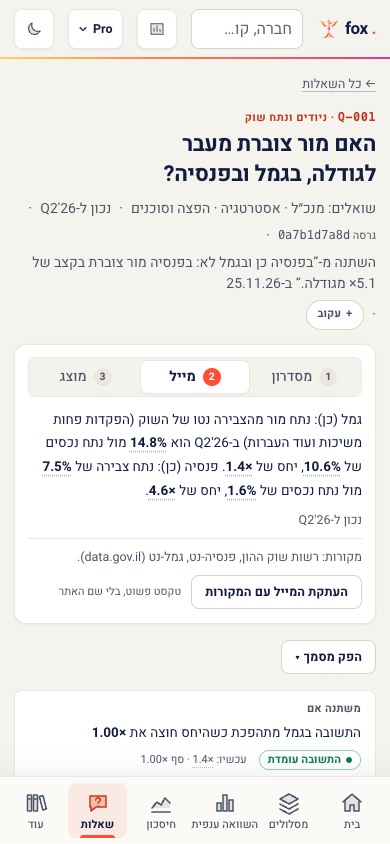 fox.
חברה, קו...
Pro
← כל השאלות
Q-001 · ניודים ונתח שוק
האם מור צוברת מעבר
לגודלה, בגמל ובפנסיה?
שואלים: מנכ״ל · אסטרטגיה · הפצה וסוכנים · נכון ל-Q2'26 ·
גרסה 0a7b1d7a8d ·
השתנה מ-"בפנסיה כן ובגמל לא: בפנסיה מור צוברת בקצב של
5.1× מגודלה." ב-25.11.26
· + עקוב
1 מסדרון
2 מייל
3 מוצג
גמל (כן): נתח מור מהצבירה נטו של השוק (הפקדות פחות
משיכות ועוד העברות) ב-Q2'26 הוא 14.8% מול נתח נכסים
של 10.6%, יחס של 1.4×. פנסיה (כן): נתח צבירה של 7.5%
מול נתח נכסים של 1.6%, יחס של 4.6×.
נכון ל-Q2'26
מקורות: רשות שוק ההון, פנסיה-נט, גמל-נט (data.gov.il).
העתקת המייל עם המקורות
טקסט פשוט, בלי שם האתר
הפק מסמך ▾
משתנה אם
התשובה בגמל מתהפכת כשהיחס חוצה את 1.00×
● התשובה עומדת
עכשיו: 1.4× · סף 1.00×
בית
מסלולים
השוואה ענפית
חיסכון
שאלות
עוד